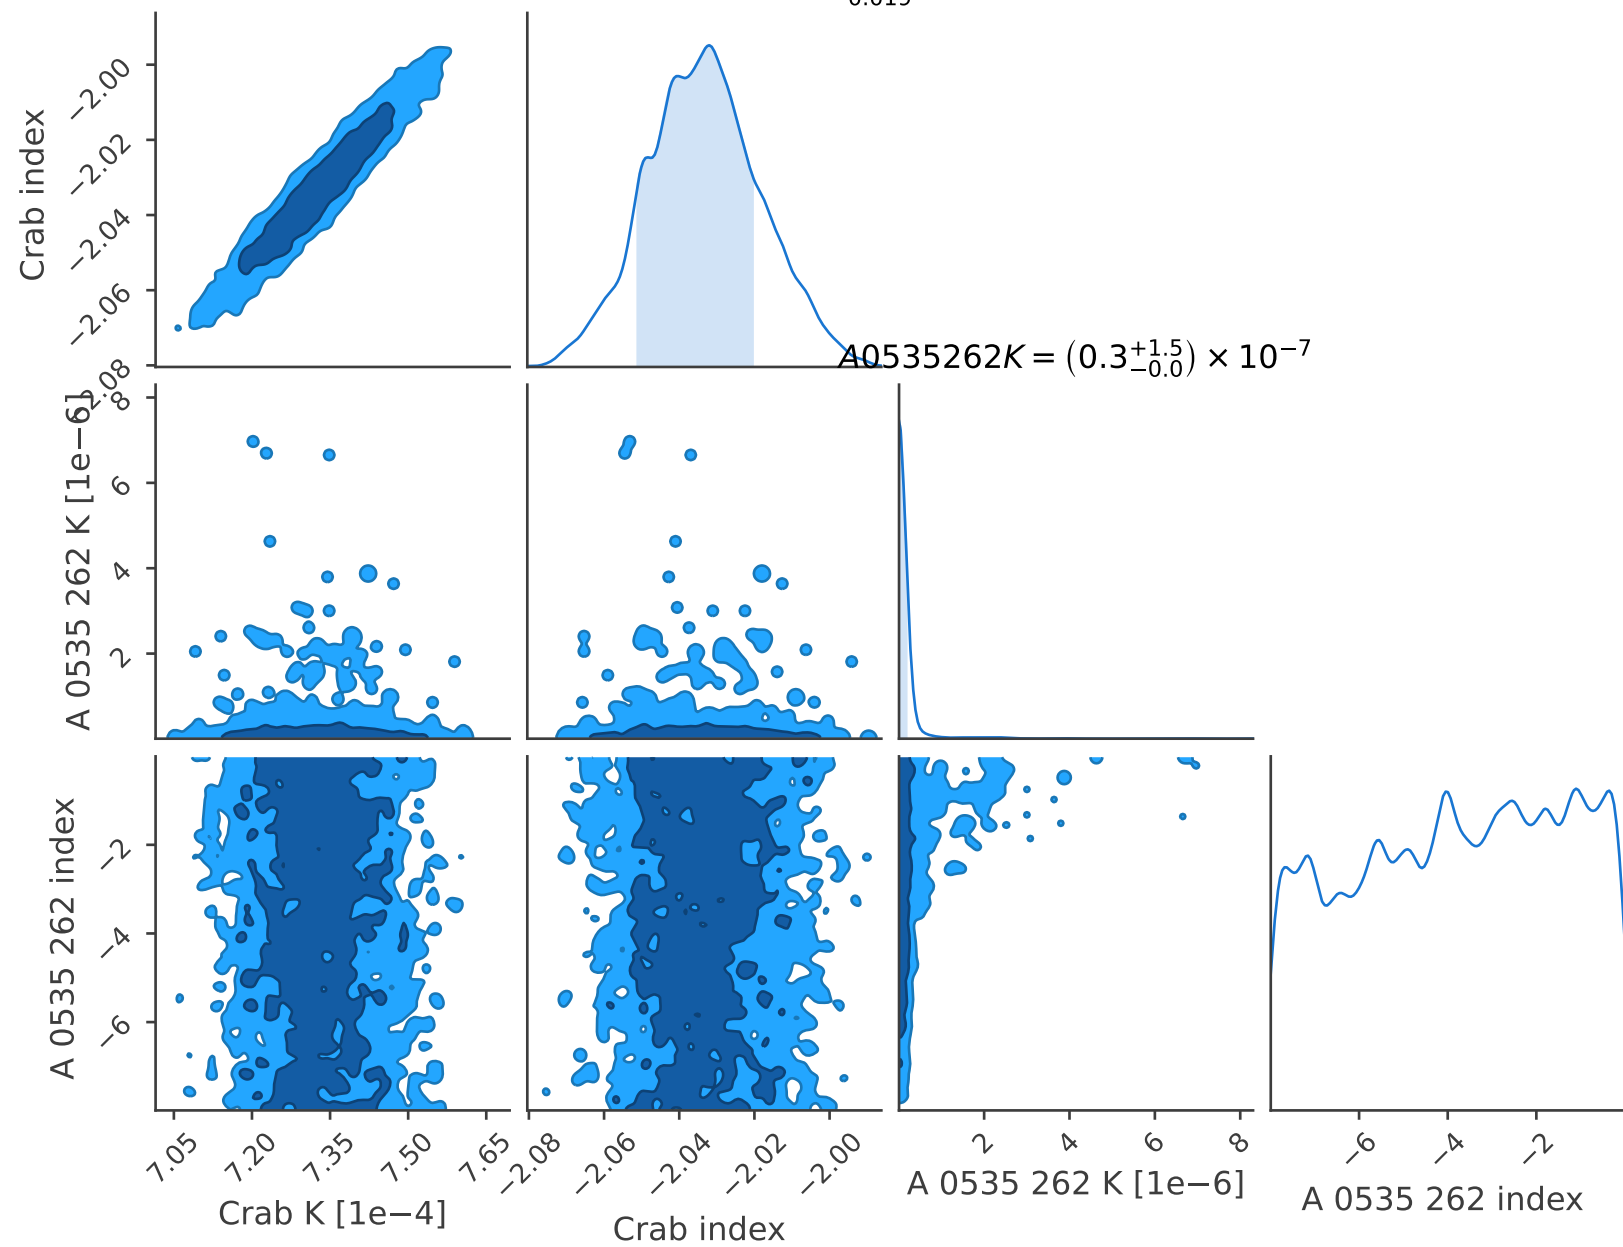 0.019
Crab index
−2.00
−2.02
−2.04
−2.06
−2.08
A0535262K = (0.3 +1.5 −0.0) × 10−7
A 0535 262 K [1e−6]
8
6
4
2
A 0535 262 index
−2
−4
−6
7.05 7.20 7.35 7.50 7.65
−2.08 −2.06 −2.04 −2.02 −2.00
2 4 6 8
−6 −4 −2
Crab K [1e−4]
Crab index
A 0535 262 K [1e−6]
A 0535 262 index